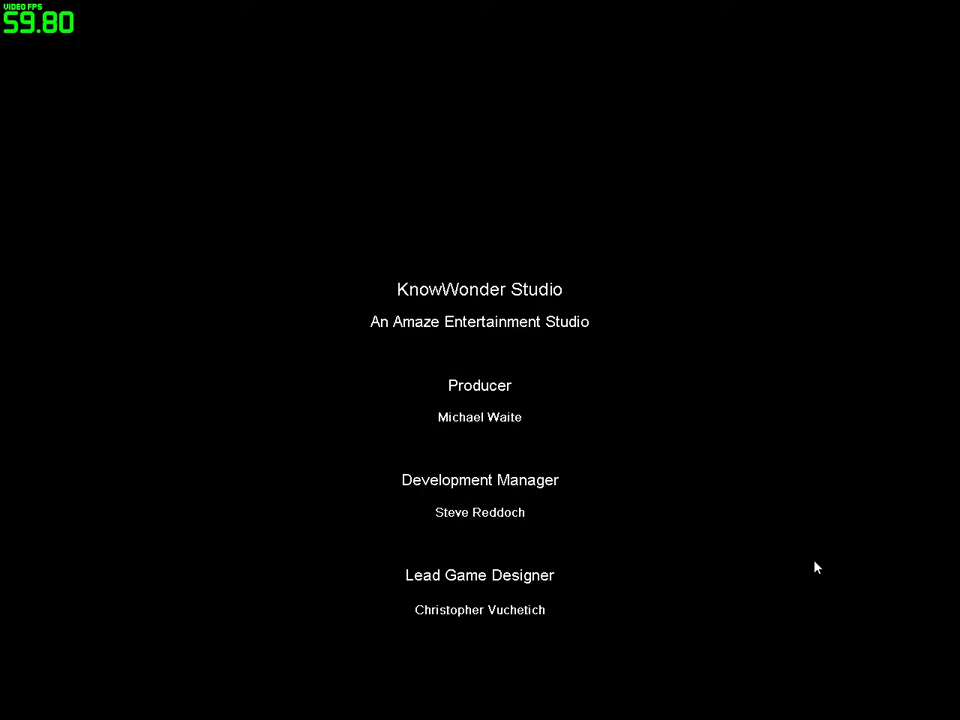 VIDEO FPS
59.80
KnowWonder Studio
An Amaze Entertainment Studio
Producer
Michael Waite
Development Manager
Steve Reddoch
Lead Game Designer
Christopher Vuchetich